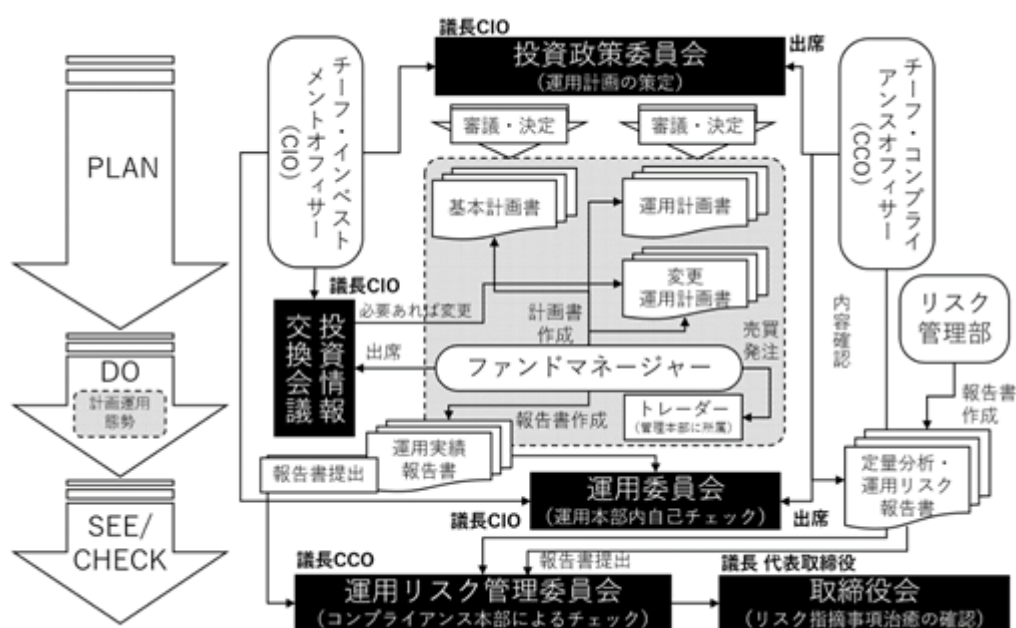 議長CIO
投資政策委員会
(運用計画の策定)
出席
チーフ・インベスト
メントオフィサー
(CIO)
チーフ・コンプライ
アンスオフィサー
(CCO)
PLAN
審議・決定
審議・決定
基本計画書
運用計画書
変更
運用計画書
議長CIO
必要あれば変更
投資情報
交換会議
出席
計画書
作成
売買
発注
内容確認
リスク
管理部
DO
計画運用
態勢
ファンドマネージャー
報告書作成
トレーダー
(管理本部に所属)
報告書
作成
運用実績
報告書
報告書提出
定量分析・
運用リスク
報告書
SEE/
CHECK
運用委員会
(運用本部内自己チェック)
議長CIO
出席
議長CCO
報告書提出
議長 代表取締役
運用リスク管理委員会
(コンプライアンス本部によるチェック)
取締役会
(リスク指摘事項治癒の確認)